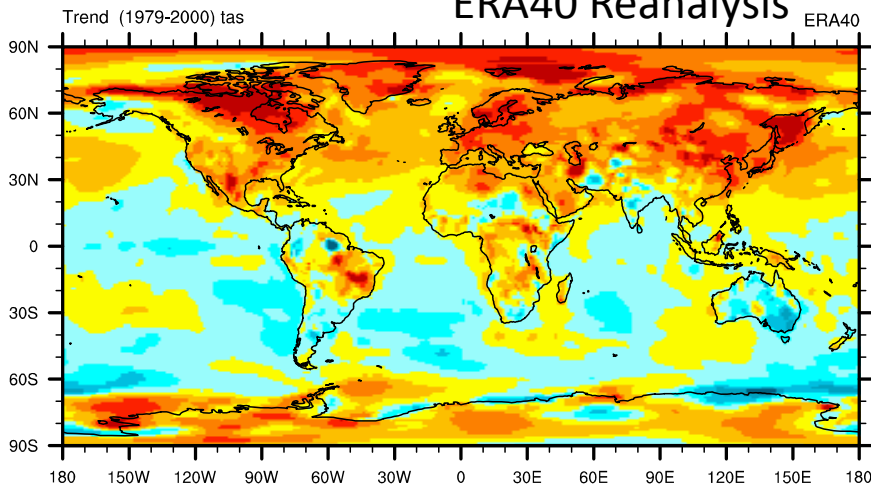 ERA40 Reanalysis
Trend (1979-2000) tas
ERA40
90N
60N
30N
0
30S
60S
90S
180 150W 120W 90W 60W 30W 0 30E 60E 90E 120E 150E 180